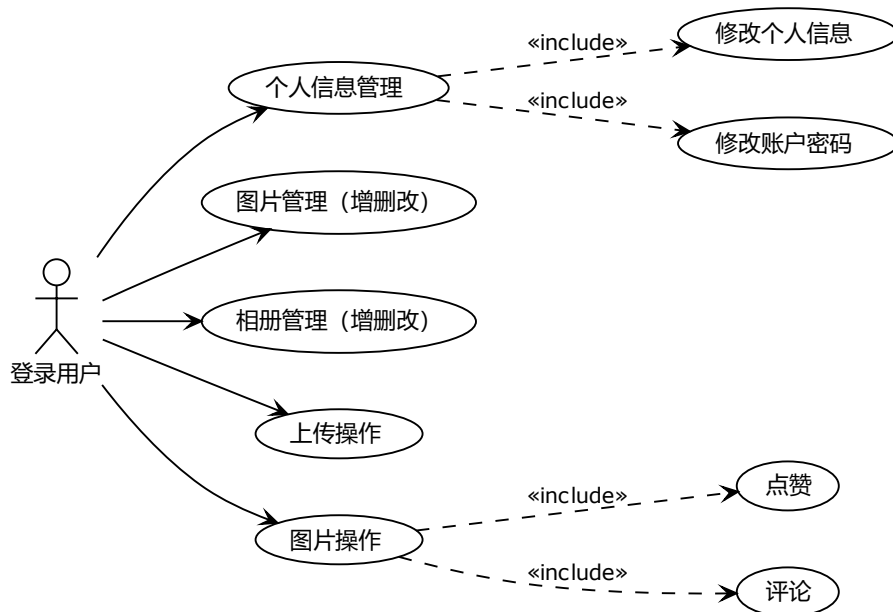 修改个人信息
«include»
个人信息管理
«include»
修改账户密码
图片管理（增删改）
相册管理（增删改）
登录用户
上传操作
点赞
«include»
图片操作
«include»
评论